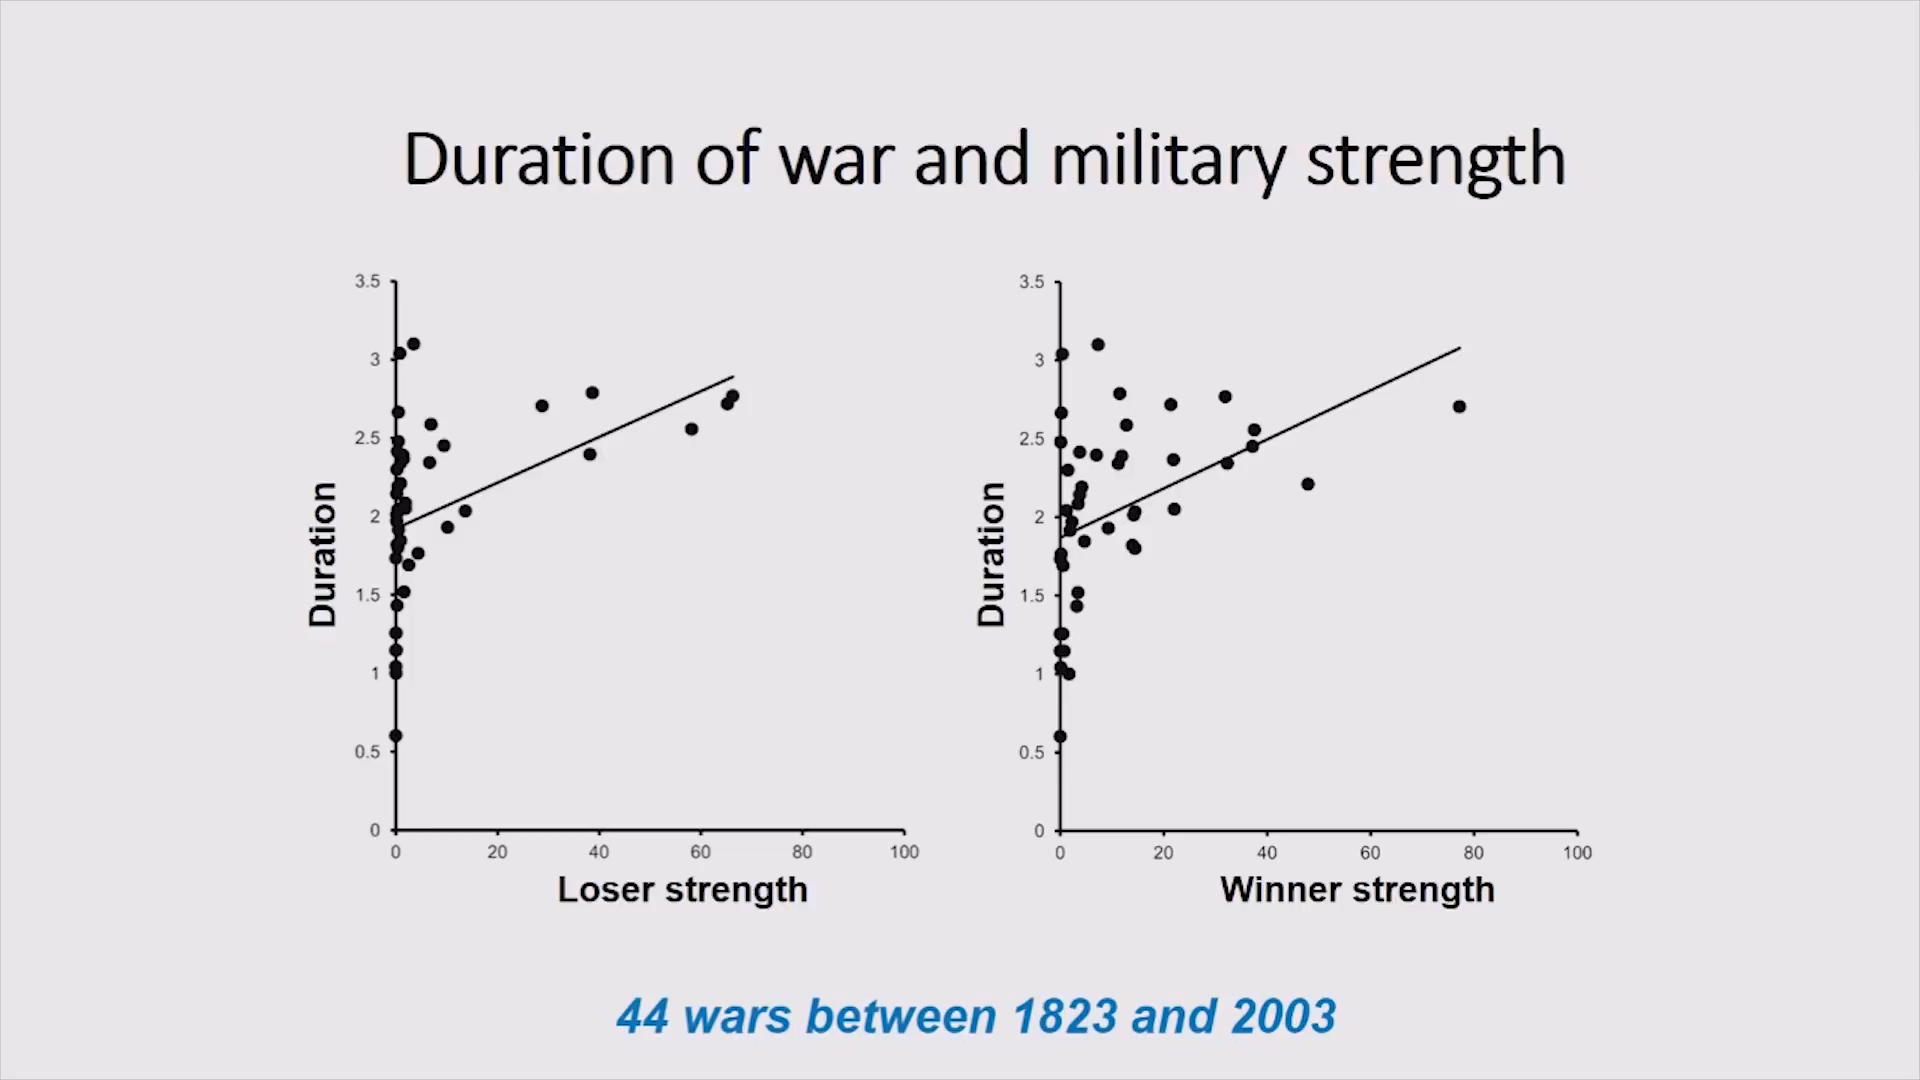 Duration of war and military strength
3.5
3
2.5
2
1.5
1
0.5
0
Duration
0 20 40 60 80 100
Loser strength
3.5
3
2.5
2
1.5
1
0.5
0
Duration
0 20 40 60 80 100
Winner strength
44 wars between 1823 and 2003